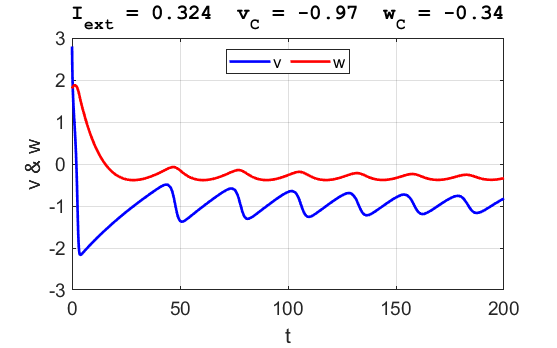 I_ext = 0.324  v_C = -0.97  w_C = -0.34
v w
3
2
1
0
-1
-2
-3
v & w
0 50 100 150 200
t